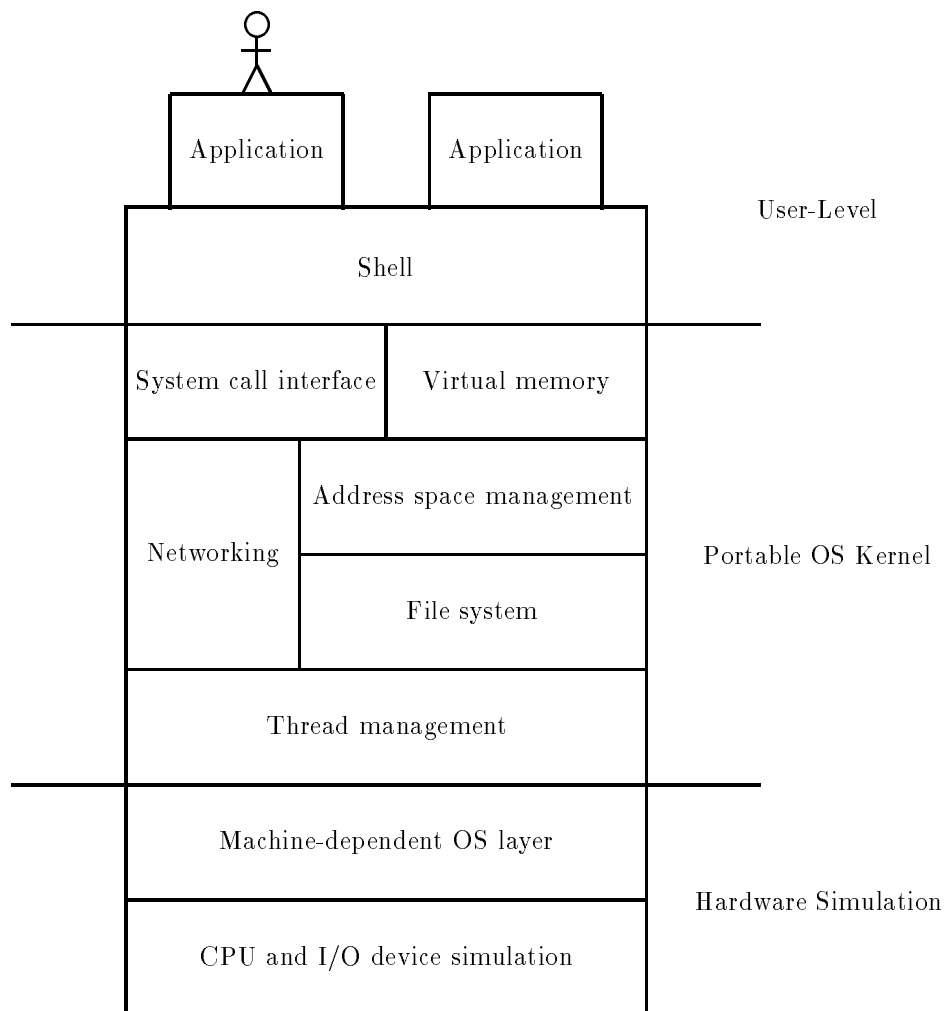 Application
Application
User-Level
Shell
System call interface
Virtual memory
Address space management
Networking
Portable OS Kernel
File system
Thread management
Machine-dependent OS layer
Hardware Simulation
CPU and I/O device simulation